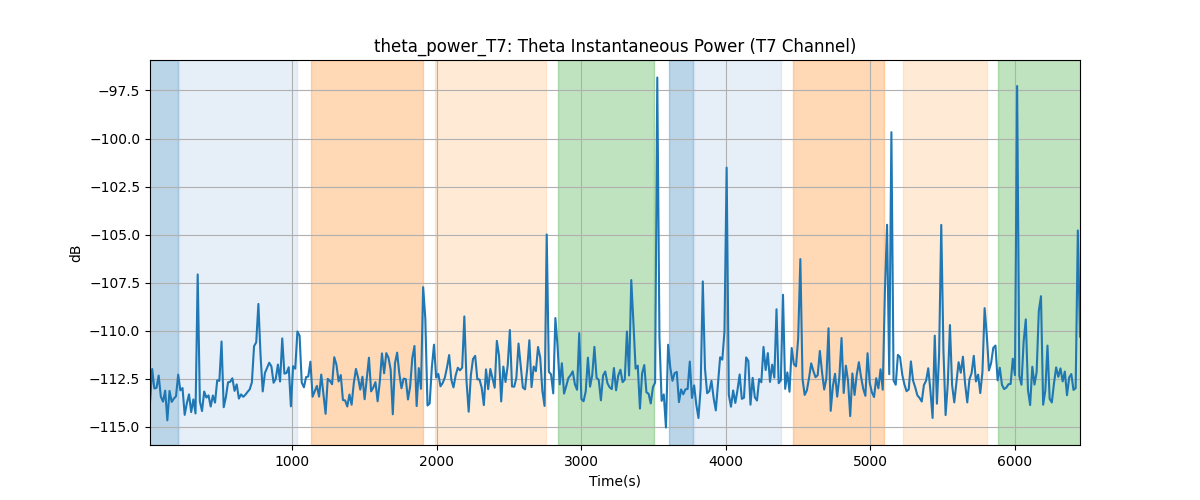 theta_power_T7: Theta Instantaneous Power (T7 Channel)
−97.5
−100.0
−102.5
−105.0
−107.5
−110.0
−112.5
−115.0
dB
1000 2000 3000 4000 5000 6000
Time(s)